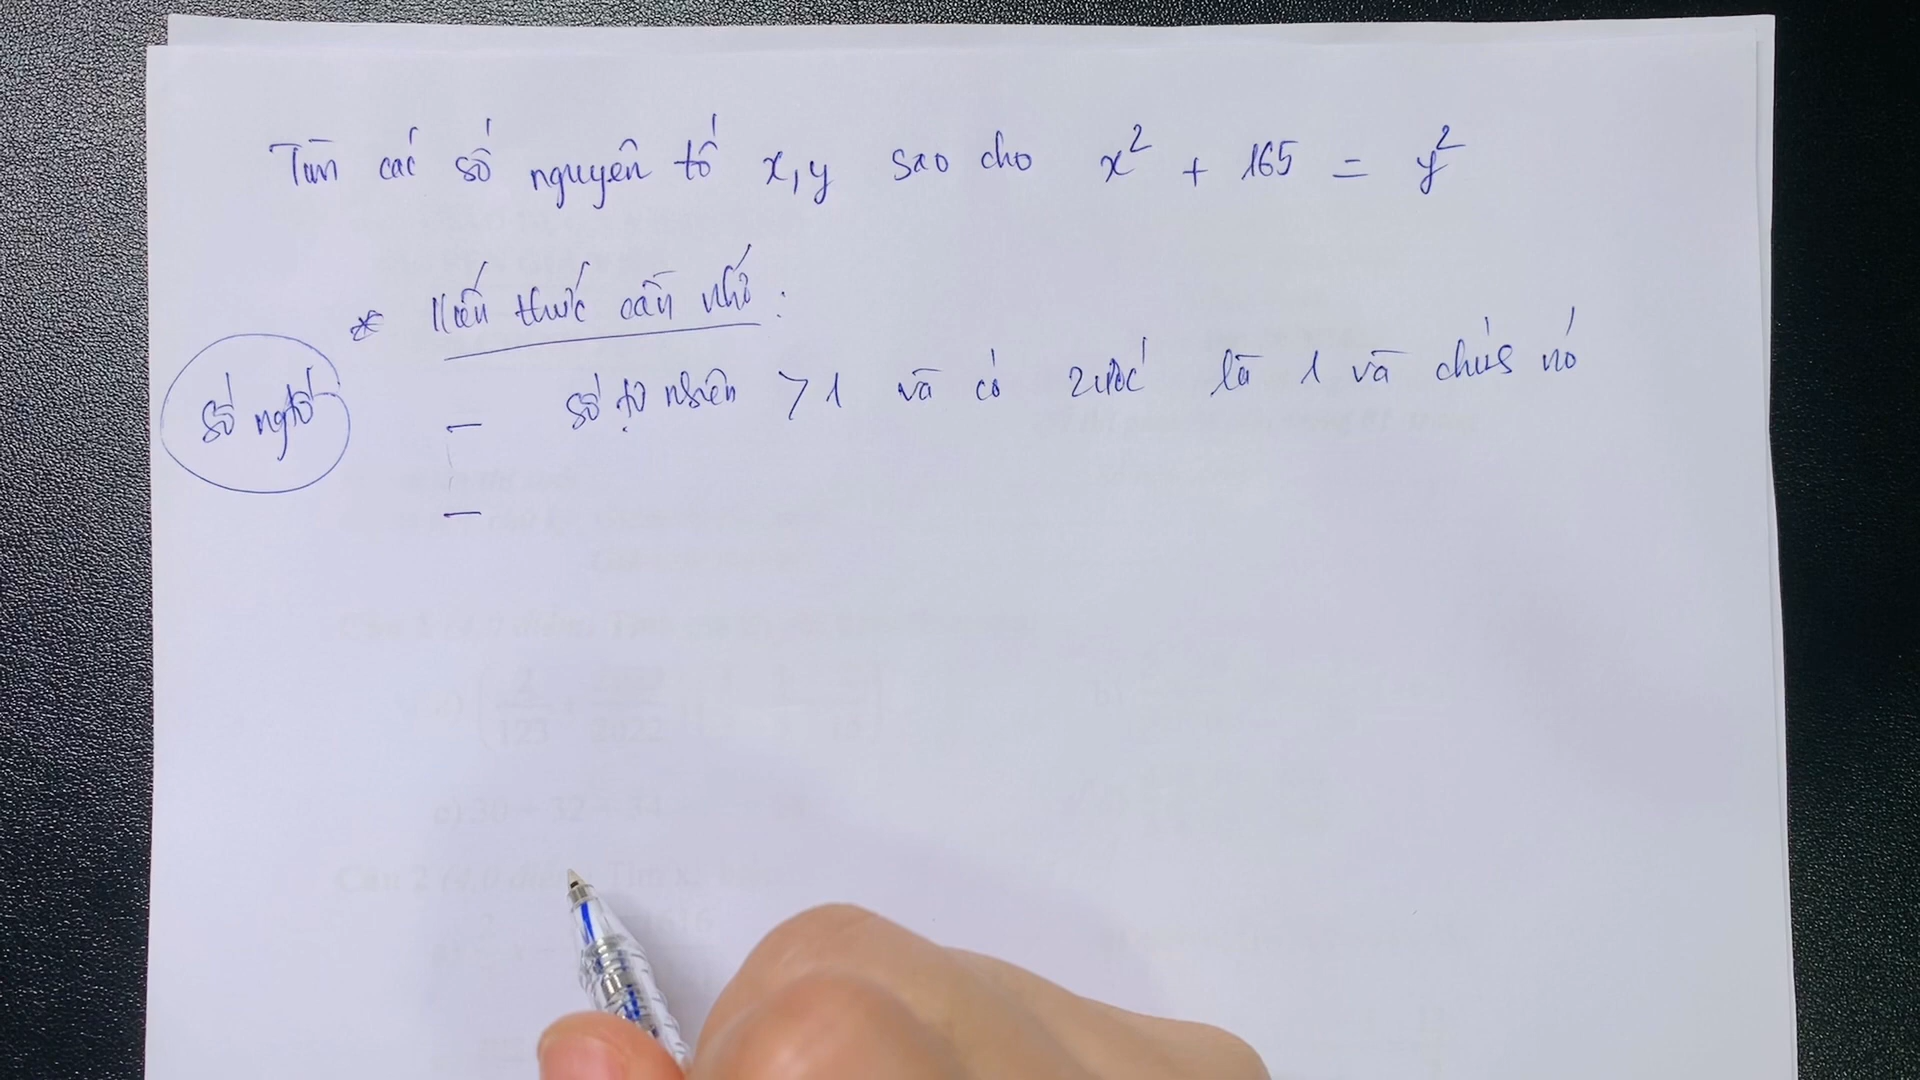 Tìm các số nguyên tố x, y sao cho x² + 165 = y²
* Kiến thức cần nhớ :
số ngtố
– số tự nhiên > 1 và có 2 ước là 1 và chính nó
–